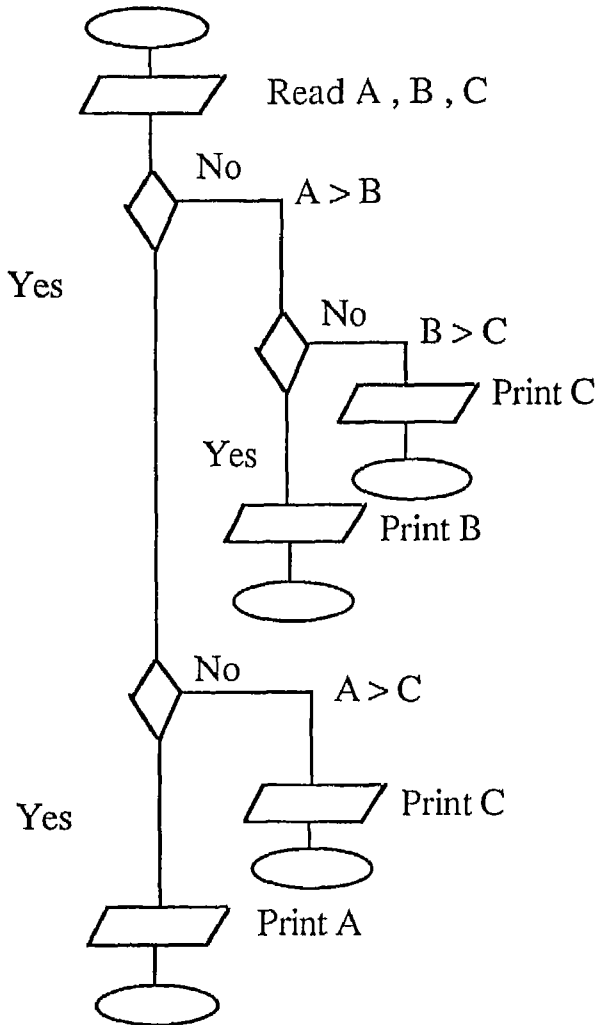 Read A , B , C
No
A > B
Yes
No
B > C
Print C
Yes
Print B
No
A > C
Yes
Print C
Print A